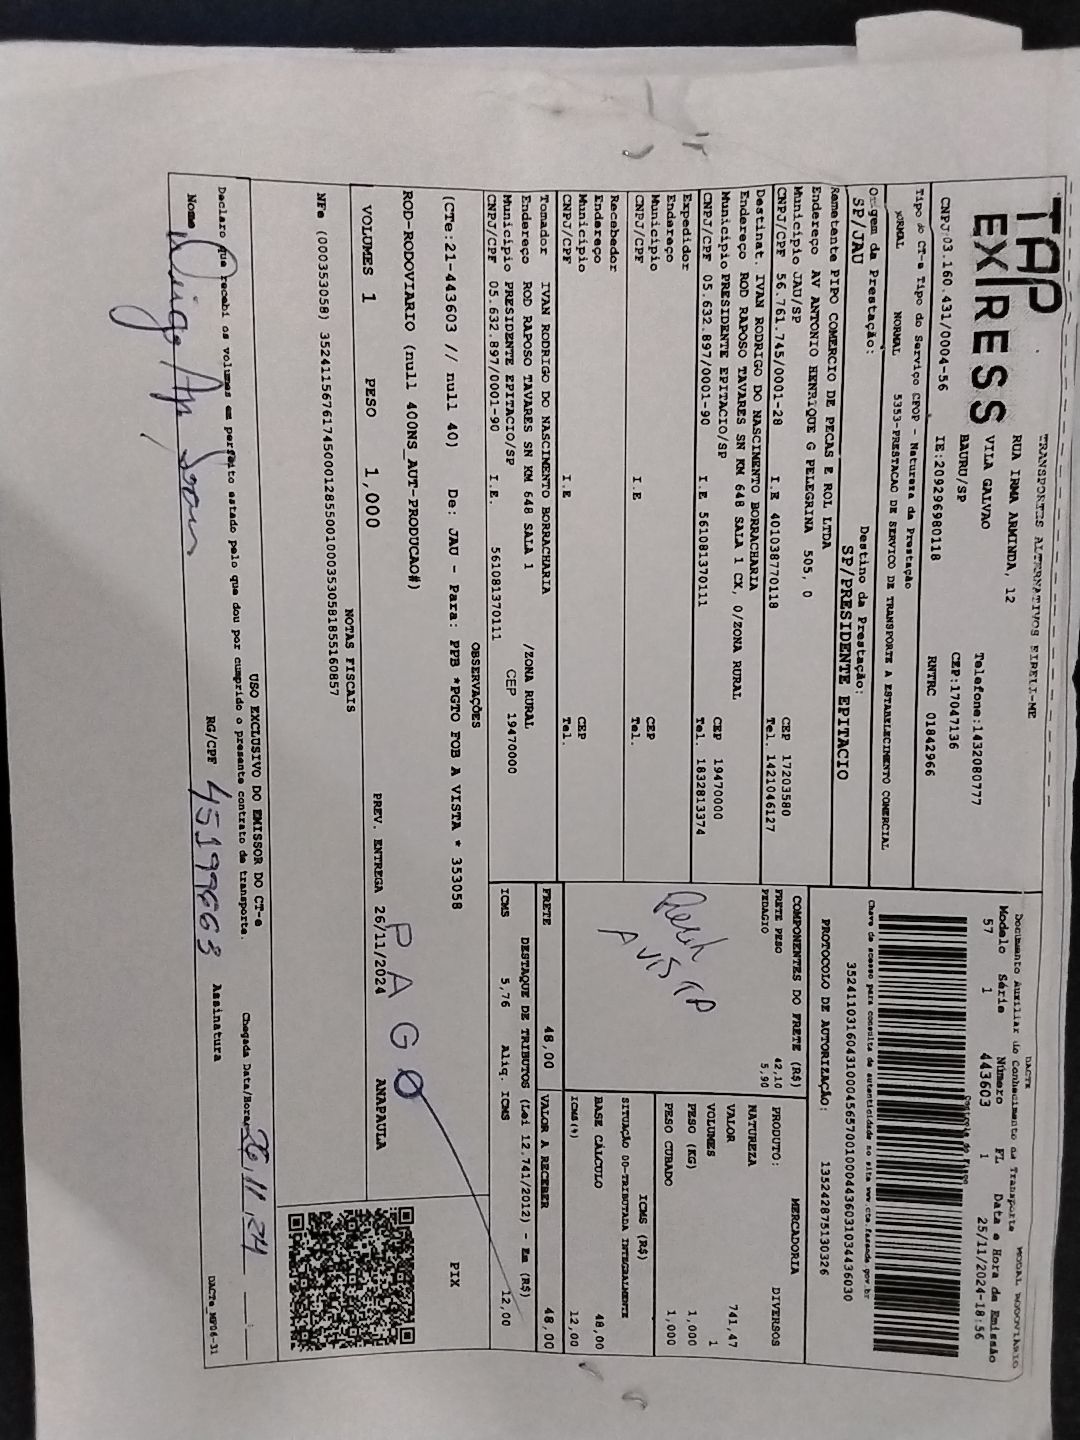 TAP EXPRESS
TRANSPORTES ALTERNATIVOS EIRELI-ME
RUA IRMA ARMINDA, 12
VILA GALVAO Telefone:1432080777
BAURU/SP CEP:17047136
CNPJ:03.160.431/0004-56 IE:209296980118 RNTRC 01842966
Tipo do CT-e Tipo do Serviço CFOP - Natureza da Prestação
NORMAL NORMAL 5353-PRESTACAO DE SERVICO DE TRANSPORTE A ESTABELECIMENTO COMERCIAL
Origem da Prestação: Destino da Prestação:
SP/JAU SP/PRESIDENTE EPITACIO
Remetente PIPO COMERCIO DE PECAS E ROL LTDA
Endereço AV ANTONIO HENRIQUE G PELEGRINA 505, 0
Município JAU/SP CEP 17203580
CNPJ/CPF 56.761.745/0001-28 I.E 401038770118 Tel. 1421046127
Destinat. IVAN RODRIGO DO NASCIMENTO BORRACHARIA
Endereço ROD RAPOSO TAVARES SN KM 648 SALA 1 CX, 0/ZONA RURAL
Município PRESIDENTE EPITACIO/SP CEP 19470000
CNPJ/CPF 05.632.897/0001-90 I.E 561081370111 Tel. 1832813374
Expedidor
Endereço
Município CEP
CNPJ/CPF I.E Tel.
Recebedor
Endereço
Município CEP
CNPJ/CPF I.E Tel.
Tomador IVAN RODRIGO DO NASCIMENTO BORRACHARIA
Endereço ROD RAPOSO TAVARES SN KM 648 SALA 1 /ZONA RURAL
Município PRESIDENTE EPITACIO/SP CEP 19470000
CNPJ/CPF 05.632.897/0001-90 I.E. 561081370111
DACTE MODAL RODOVIARIO
Documento Auxiliar do Conhecimento de Transporte
Modelo Série Número FL Data e Hora da Emissão
57 1 443603 1 25/11/2024-18:56
Controle do Fisco
Chave de acesso para consulta de autenticidade no site www.cte.fazenda.gov.br
35241103160431000456570010004436031034436030
PROTOCOLO DE AUTORIZAÇÃO: 135242875130326
COMPONENTES DO FRETE (R$)
FRETE PESO 42,10
PEDAGIO 5,90
A VISTA
MERCADORIA
PRODUTO: DIVERSOS
NATUREZA
VALOR 741,47
VOLUMES 1
PESO (KG) 1,000
PESO CUBADO 1,000
ICMS (R$)
SITUAÇÃO 00-TRIBUTADA INTEGRALMENTE
BASE CÁLCULO 48,00
ICMS(%) 12,00
FRETE 48,00 VALOR A RECEBER 48,00
DESTAQUE DE TRIBUTOS (Lei 12.741/2012) - Em (R$)
ICMS 5,76 Aliq. ICMS 12,00
OBSERVAÇÕES
(CTe:21-443603 // null 40) De: JAU - Para: PPB *PGTO FOB A VISTA * 353058
ROD-RODOVIARIO (null 400NS_AUT-PRODUCAO#)
PAGO
PIX
VOLUMES 1 PESO 1,000 PREV. ENTREGA 26/11/2024 ANAPAULA
NOTAS FISCAIS
NFe (000353058) 35241156761745000128550010003530581855160857
USO EXCLUSIVO DO EMISSOR DO CT-e
Declaro que recebi os volumes em perfeito estado pelo que dou por cumprido o presente contrato de transporte.
Chegada Data/Hora 26/11/24 :
Nome RG/CPF 45199863 Assinatura
DACTe_MP06-31